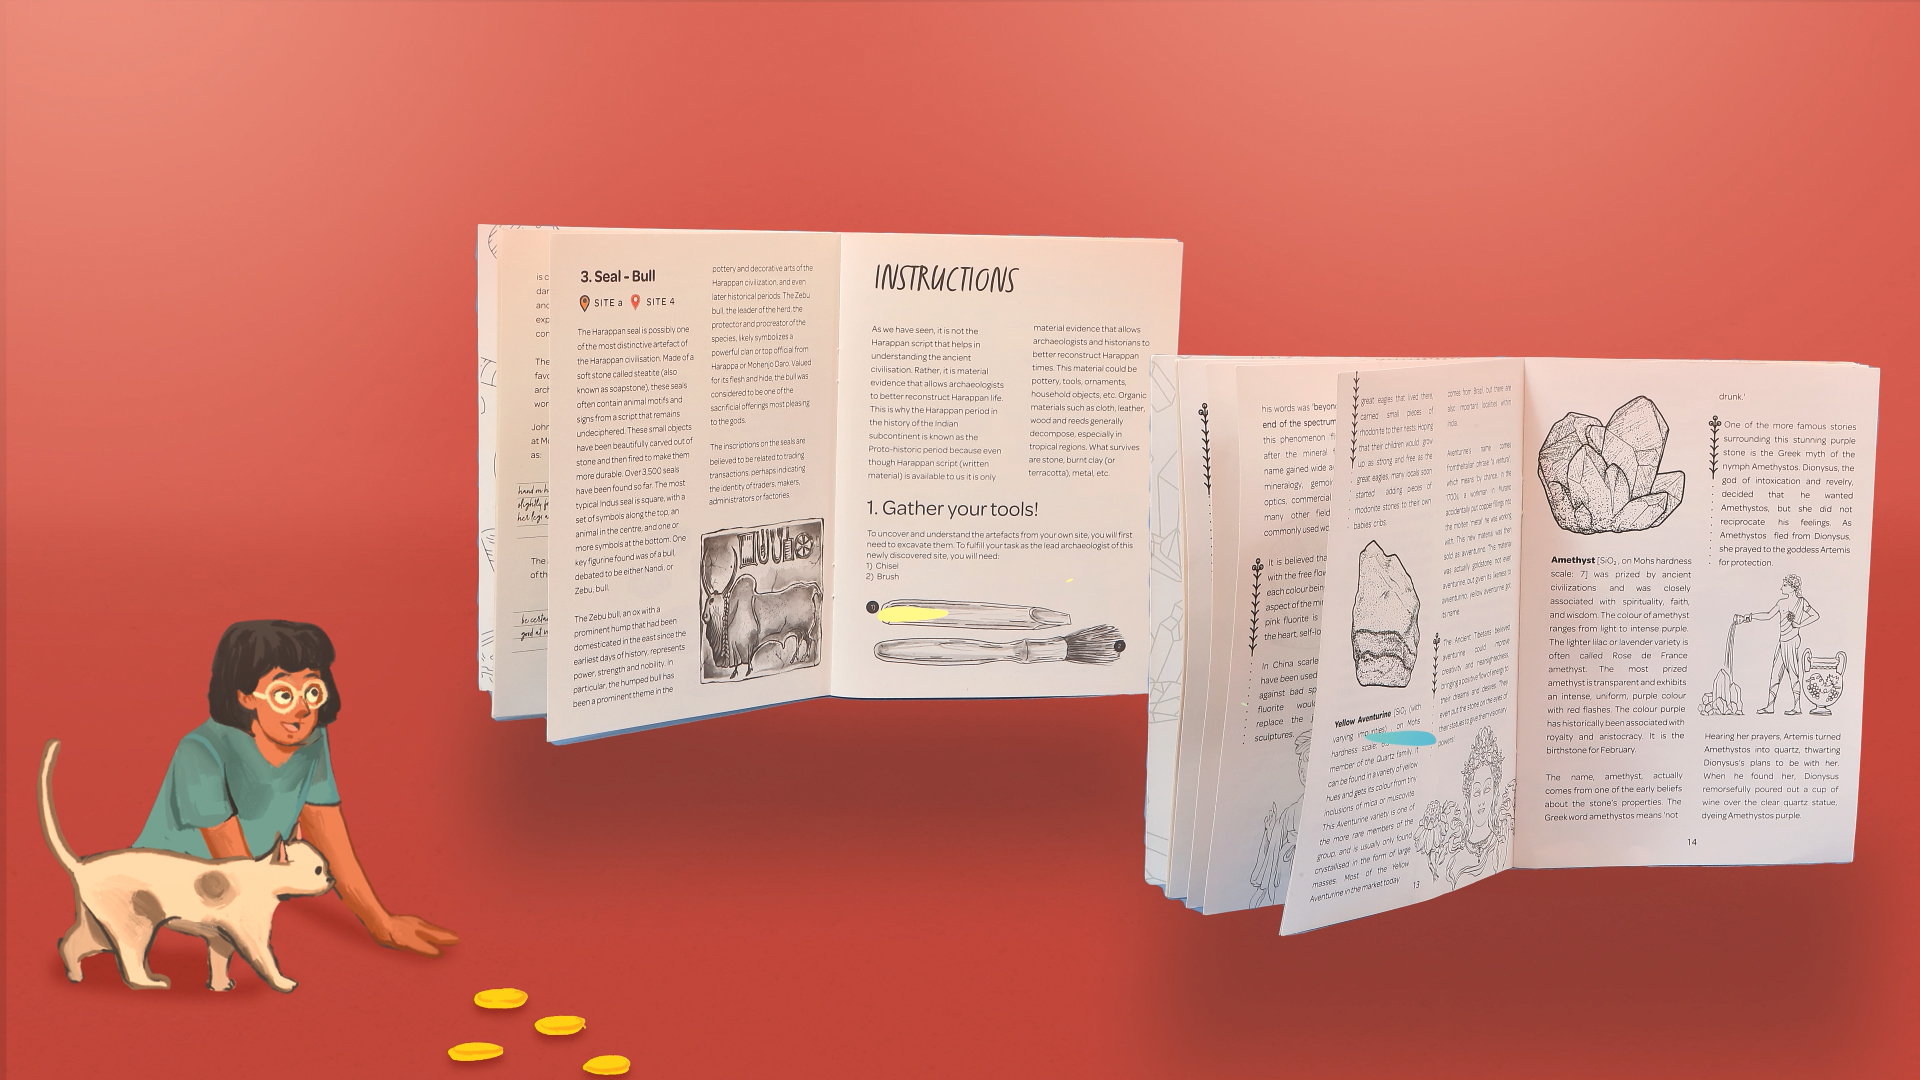 is c
dar
and
exp
con
The
favo
arch
wor
John
at Mo
as:
hand on h
slightly fo
her legs a
The s
of th
be certa
good at w
3. Seal - Bull
SITE a SITE 4
The Harappan seal is possibly one
of the most distinctive artefact of
the Harappan civilisation. Made of a
soft stone called steatite (also
known as soapstone), these seals
often contain animal motifs and
signs from a script that remains
undeciphered. These small objects
have been beautifully carved out of
stone and then fired to make them
more durable. Over 3,500 seals
have been found so far. The most
typical Indus seal is square, with a
set of symbols along the top, an
animal in the centre, and one or
more symbols at the bottom. One
key figurine found was of a bull,
debated to be either Nandi, or
Zebu, bull.
The Zebu bull, an ox with a
prominent hump that had been
domesticated in the east since the
earliest days of history, represents
power, strength and nobility. In
particular, the humped bull has
been a prominent theme in the
pottery and decorative arts of the
Harappan civilization, and even
later historical periods. The Zebu
bull, the leader of the herd, the
protector and procreator of the
species, likely symbolizes a
powerful clan or top official from
Harappa or Mohenjo Daro. Valued
for its flesh and hide, the bull was
considered to be one of the
sacrificial offerings most pleasing
to the gods.
The inscriptions on the seals are
believed to be related to trading
transactions, perhaps indicating
the identity of traders, makers,
administrators or factories.
INSTRUCTIONS
As we have seen, it is not the
Harappan script that helps in
understanding the ancient
civilisation. Rather, it is material
evidence that allows archaeologists
to better reconstruct Harappan life.
This is why the Harappan period in
the history of the Indian
subcontinent is known as the
Proto-historic period because even
though Harappan script (written
material) is available to us it is only
material evidence that allows
archaeologists and historians to
better reconstruct Harappan
times. This material could be
pottery, tools, ornaments,
household objects, etc. Organic
materials such as cloth, leather,
wood and reeds generally
decompose, especially in
tropical regions. What survives
are stone, burnt clay (or
terracotta), metal, etc.
1. Gather your tools!
To uncover and understand the artefacts from your own site, you will first
need to excavate them. To fulfill your task as the lead archaeologist of this
newly discovered site, you will need:
1) Chisel
2) Brush
1
2
his words was 'beyond
end of the spectrum
this phenomenon
after the mineral
name gained wide
mineralogy, gemol
optics, commercial
many other field
commonly used wo
It is believed tha
with the free flow
each colour bein
aspect of the min
pink fluorite is
the heart, self-lo
In China scarle
have been used
against bad sp
fluorite woul
replace the
sculptures.
great eagles that lived there,
carried small pieces of
rhodonite to their nests. Hoping
that their children would grow
up as strong and free as the
great eagles, many locals soon
started adding pieces of
rhodonite stones to their own
babies' cribs.
Yellow Aventurine [SiO₂ (with
varying impurities), on Mohs
hardness scale:
member of the Quartz family. It
can be found in a variety of yellow
hues and gets its colour from tiny
inclusions of mica or muscovite.
This Aventurine variety is one of
the more rare members of the
group, and is usually only found
crystallised in the form of large
masses. Most of the Yellow
Aventurine in the market today
comes from Brazil, but there are
also important localities within
India.
Aventurine's name comes
from the Italian phrase 'a ventura',
which means by chance. In the
1700s, a workman in Murano
accidentally put copper filings into
the molten 'metal' he was working
with. This new material was then
sold as aventurine. This material
was actually goldstone, not even
aventurine, but given its likeness to
aventurine, yellow aventurine got
its name.
The Ancient Tibetans believed
aventurine could improve
creativity and nearsightedness,
bringing a positive flow of energy to
their dreams and desires. They
even put the stone on the eyes of
their statues to give them visionary
powers!
13
Amethyst [SiO₂, on Mohs hardness
scale: 7] was prized by ancient
civilizations and was closely
associated with spirituality, faith,
and wisdom. The colour of amethyst
ranges from light to intense purple.
The lighter lilac or lavender variety is
often called Rose de France
amethyst. The most prized
amethyst is transparent and exhibits
an intense, uniform, purple colour
with red flashes. The colour purple
has historically been associated with
royalty and aristocracy. It is the
birthstone for February.
The name, amethyst, actually
comes from one of the early beliefs
about the stone's properties. The
Greek word amethystos means 'not
drunk.'
One of the more famous stories
surrounding this stunning purple
stone is the Greek myth of the
nymph Amethystos. Dionysus, the
god of intoxication and revelry,
decided that he wanted
Amethystos, but she did not
reciprocate his feelings. As
Amethystos fled from Dionysus,
she prayed to the goddess Artemis
for protection.
Hearing her prayers, Artemis turned
Amethystos into quartz, thwarting
Dionysus's plans to be with her.
When he found her, Dionysus
remorsefully poured out a cup of
wine over the clear quartz statue,
dyeing Amethystos purple.
14